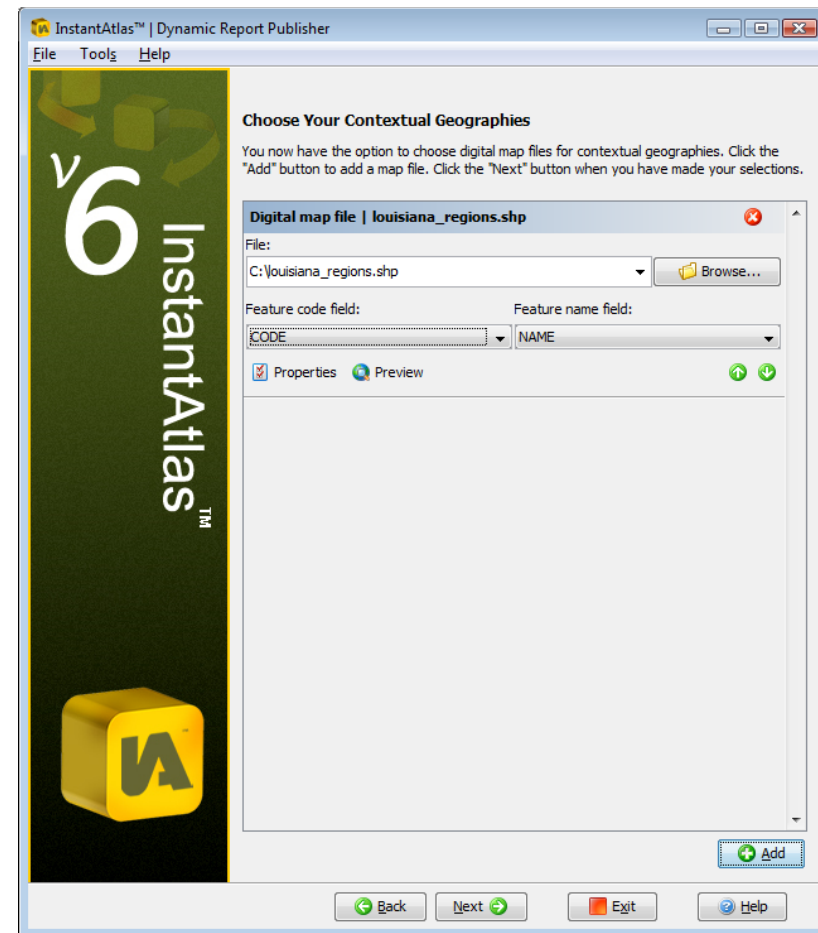 InstantAtlas™ | Dynamic Report Publisher
File Tools Help
v6
InstantAtlas™
IA
Choose Your Contextual Geographies
You now have the option to choose digital map files for contextual geographies. Click the
"Add" button to add a map file. Click the "Next" button when you have made your selections.
Digital map file | louisiana_regions.shp
File:
C:\louisiana_regions.shp Browse...
Feature code field: Feature name field:
CODE NAME
Properties Preview
Add
Back Next Exit Help